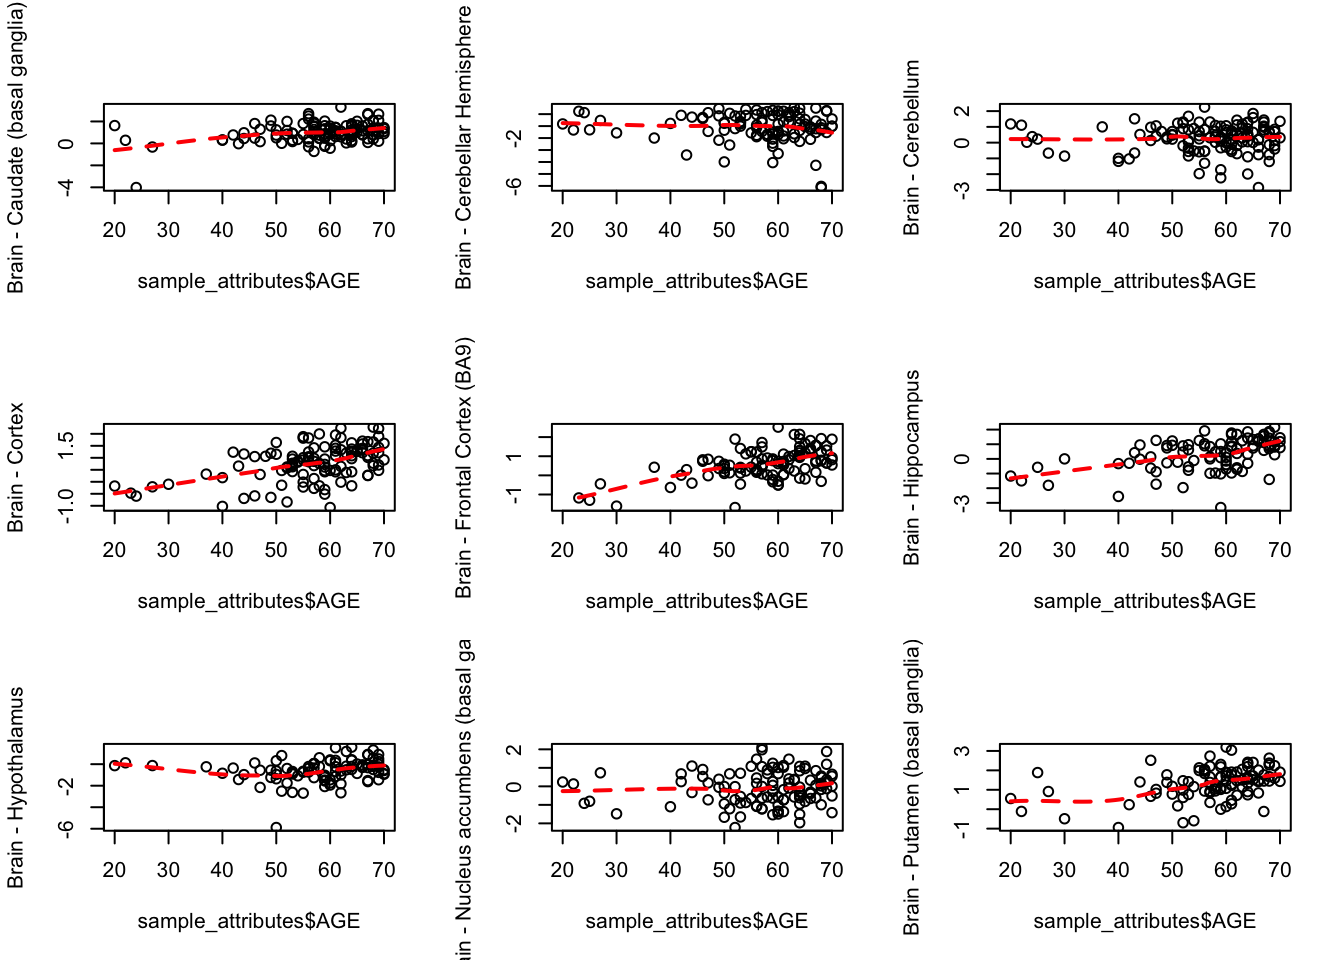 Brain - Caudate (basal ganglia)
0
-4
20 30 40 50 60 70
sample_attributes$AGE
Brain - Cerebellar Hemisphere
-2
-6
20 30 40 50 60 70
sample_attributes$AGE
Brain - Cerebellum
2
0
-3
20 30 40 50 60 70
sample_attributes$AGE
Brain - Cortex
1.5
-1.0
20 30 40 50 60 70
sample_attributes$AGE
Brain - Frontal Cortex (BA9)
1
-1
20 30 40 50 60 70
sample_attributes$AGE
Brain - Hippocampus
0
-3
20 30 40 50 60 70
sample_attributes$AGE
Brain - Hypothalamus
-2
-6
20 30 40 50 60 70
sample_attributes$AGE
ain - Nucleus accumbens (basal ga
2
0
-2
20 30 40 50 60 70
sample_attributes$AGE
Brain - Putamen (basal ganglia)
3
1
-1
20 30 40 50 60 70
sample_attributes$AGE